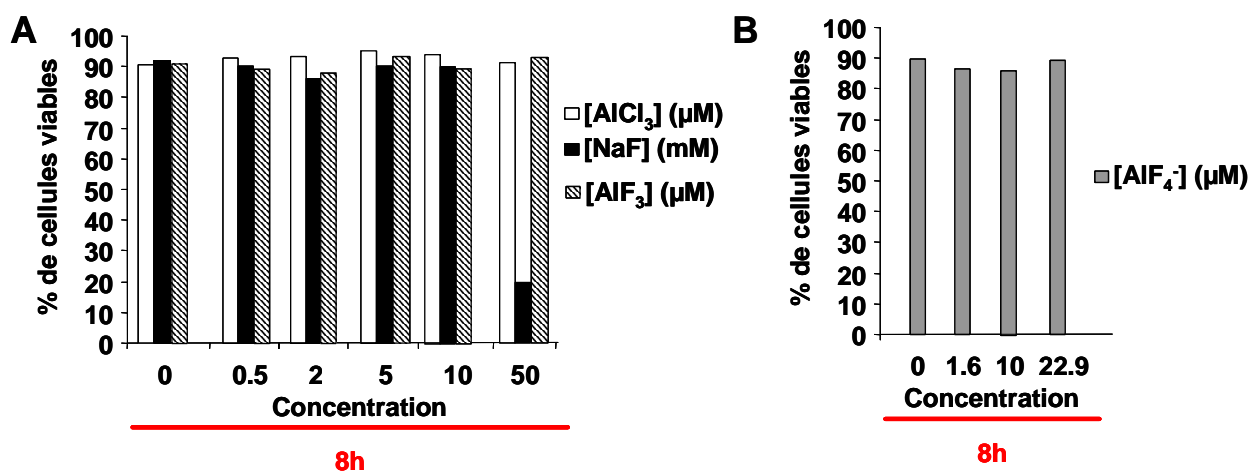 A
% de cellules viables
100
90
80
70
60
50
40
30
20
10
0
0 0.5 2 5 10 50
Concentration
8h
[AlCl3] (µM)
[NaF] (mM)
[AlF3] (µM)
B
% de cellules viables
100
90
80
70
60
50
40
30
20
10
0
0 1.6 10 22.9
Concentration
8h
[AlF4-] (µM)